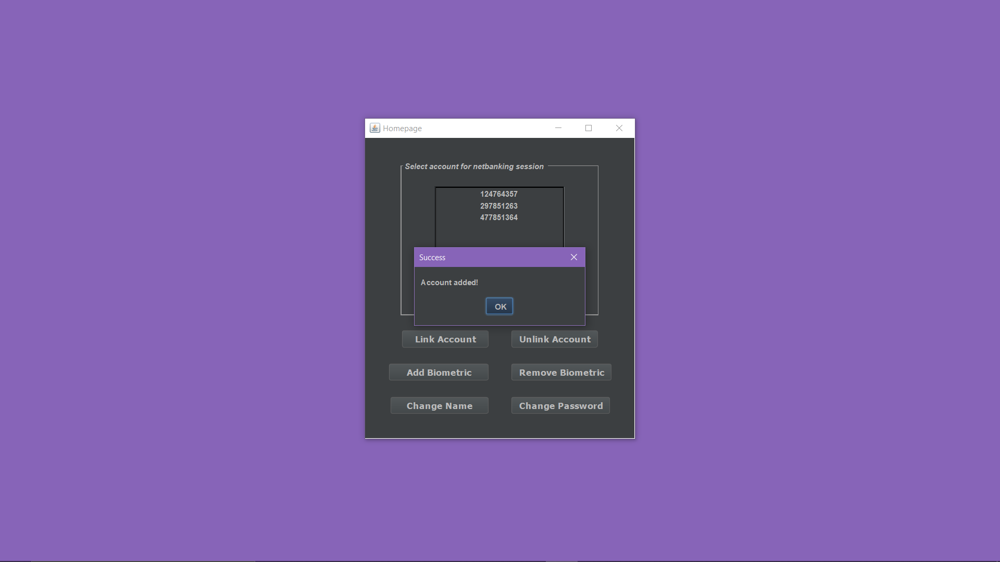 Homepage
Select account for netbanking session
124764357
297851263
477851364
Success
Account added!
OK
Link Account
Unlink Account
Add Biometric
Remove Biometric
Change Name
Change Password